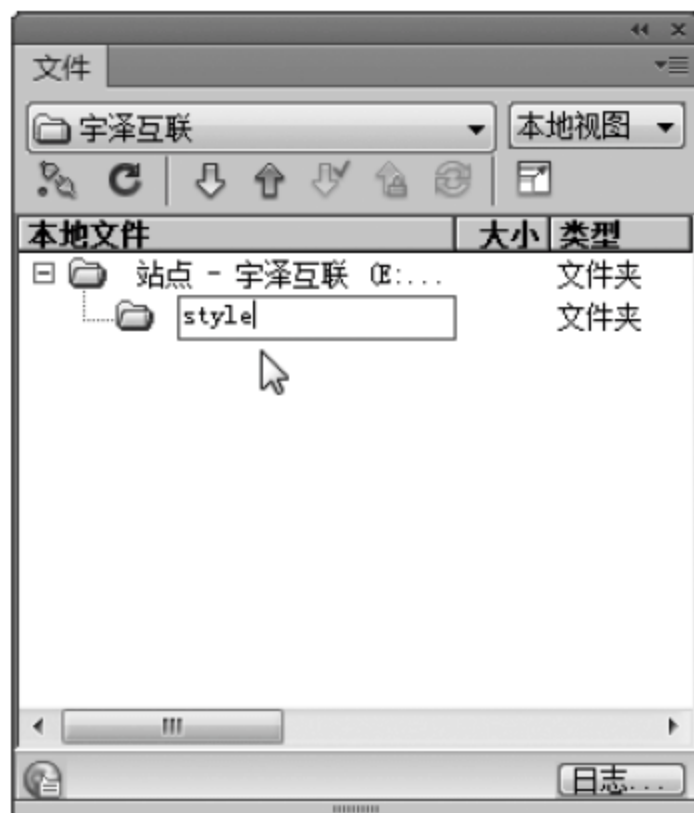 文件
宇泽互联 本地视图
本地文件 大小 类型
站点 - 宇泽互联 (E:... 文件夹
style 文件夹
日志...